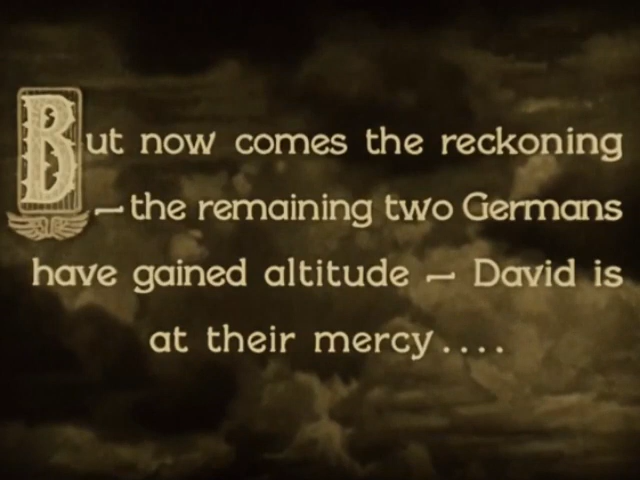 But now comes the reckoning
—the remaining two Germans
have gained altitude — David is
at their mercy....